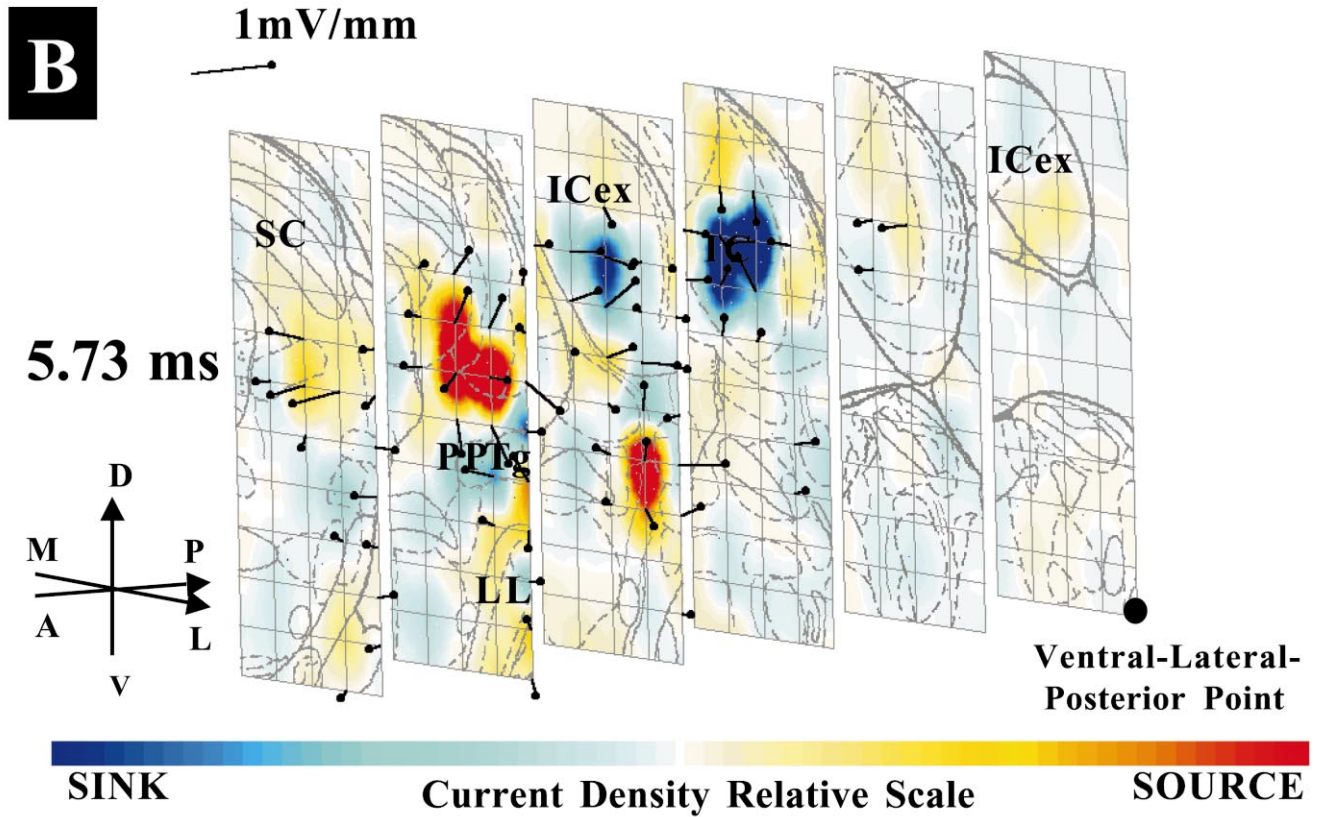 B
1mV/mm
ICex
ICex
SC
IC
5.73 ms
PPTg
D
M
P
LL
A
L
V
Ventral-Lateral-
Posterior Point
SINK
Current Density Relative Scale
SOURCE